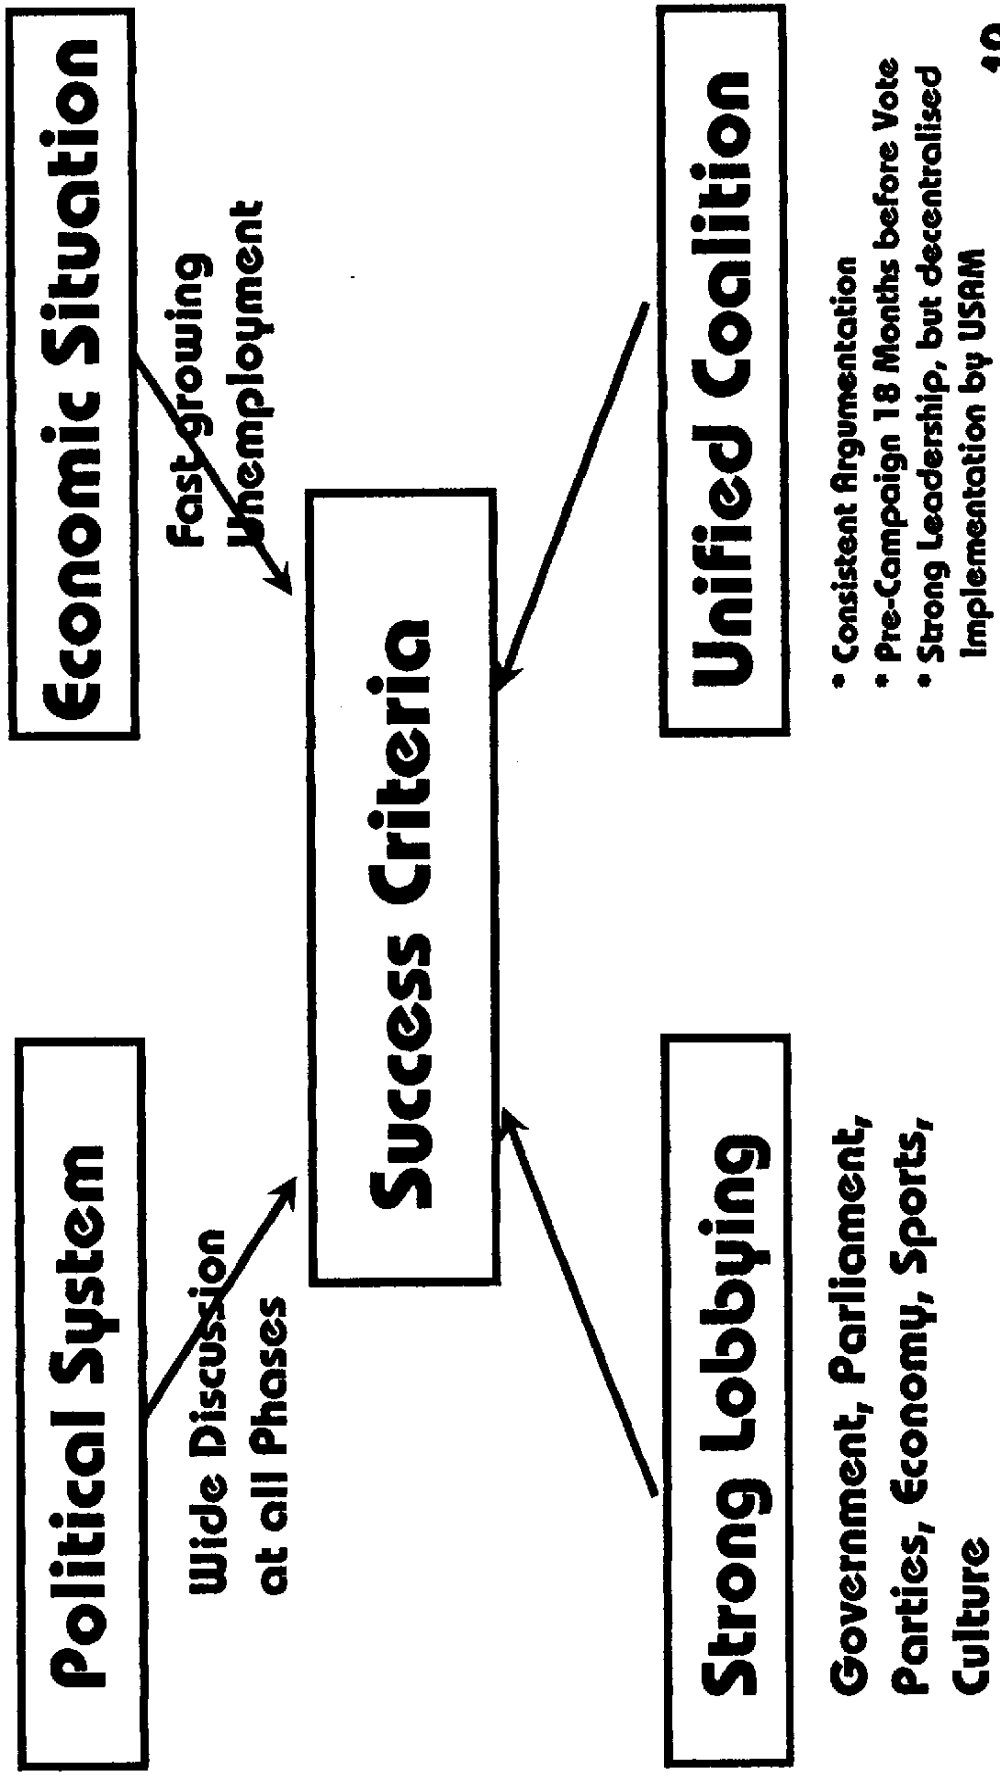 Political System
Economic Situation
Wide Discussion
at all Phases
Fast growing
Unemployment
Success Criteria
Strong Lobbying
Unified Coalition
Government, Parliament,
Parties, Economy, Sports,
Culture
* Consistent Argumentation
* Pre-Campaign 18 Months before Vote
* Strong Leadership, but decentralised
Implementation by USAM